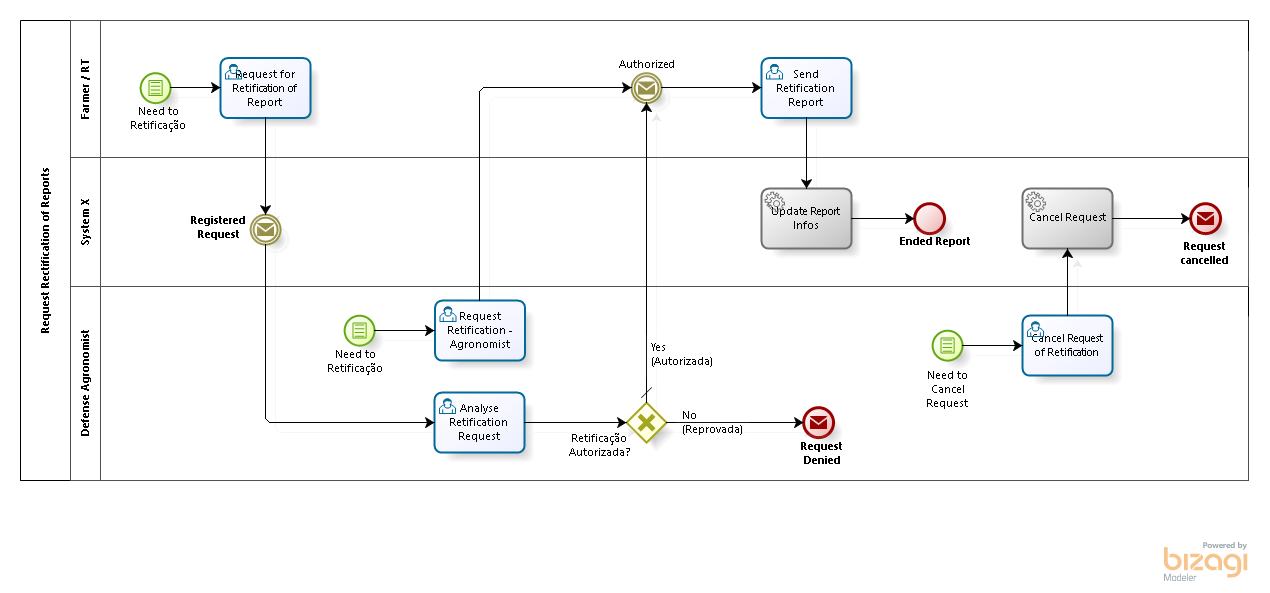 Request Rectification of Reports
Farmer / RT
Need to
Retificação
Request for
Retification of
Report
Authorized
Send
Retification
Report
System X
Registered
Request
Update Report
Infos
Ended Report
Cancel Request
Request
cancelled
Defense Agronomist
Need to
Retificação
Request
Retification -
Agronomist
Analyse
Retification
Request
Retificação
Autorizada?
Yes
(Autorizada)
No
(Reprovada)
Request
Denied
Need to
Cancel
Request
Cancel Request
of Retification
Powered by
bizagi
Modeler